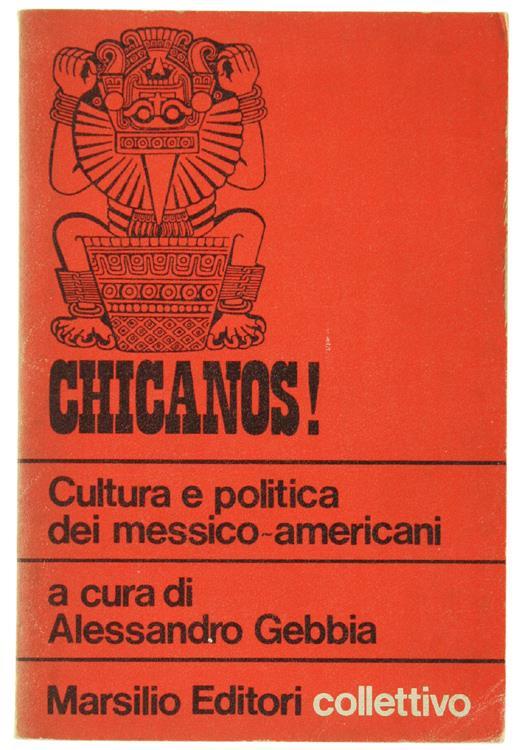 CHICANOS!
Cultura e politica
dei messico-americani
a cura di
Alessandro Gebbia
Marsilio Editori collettivo